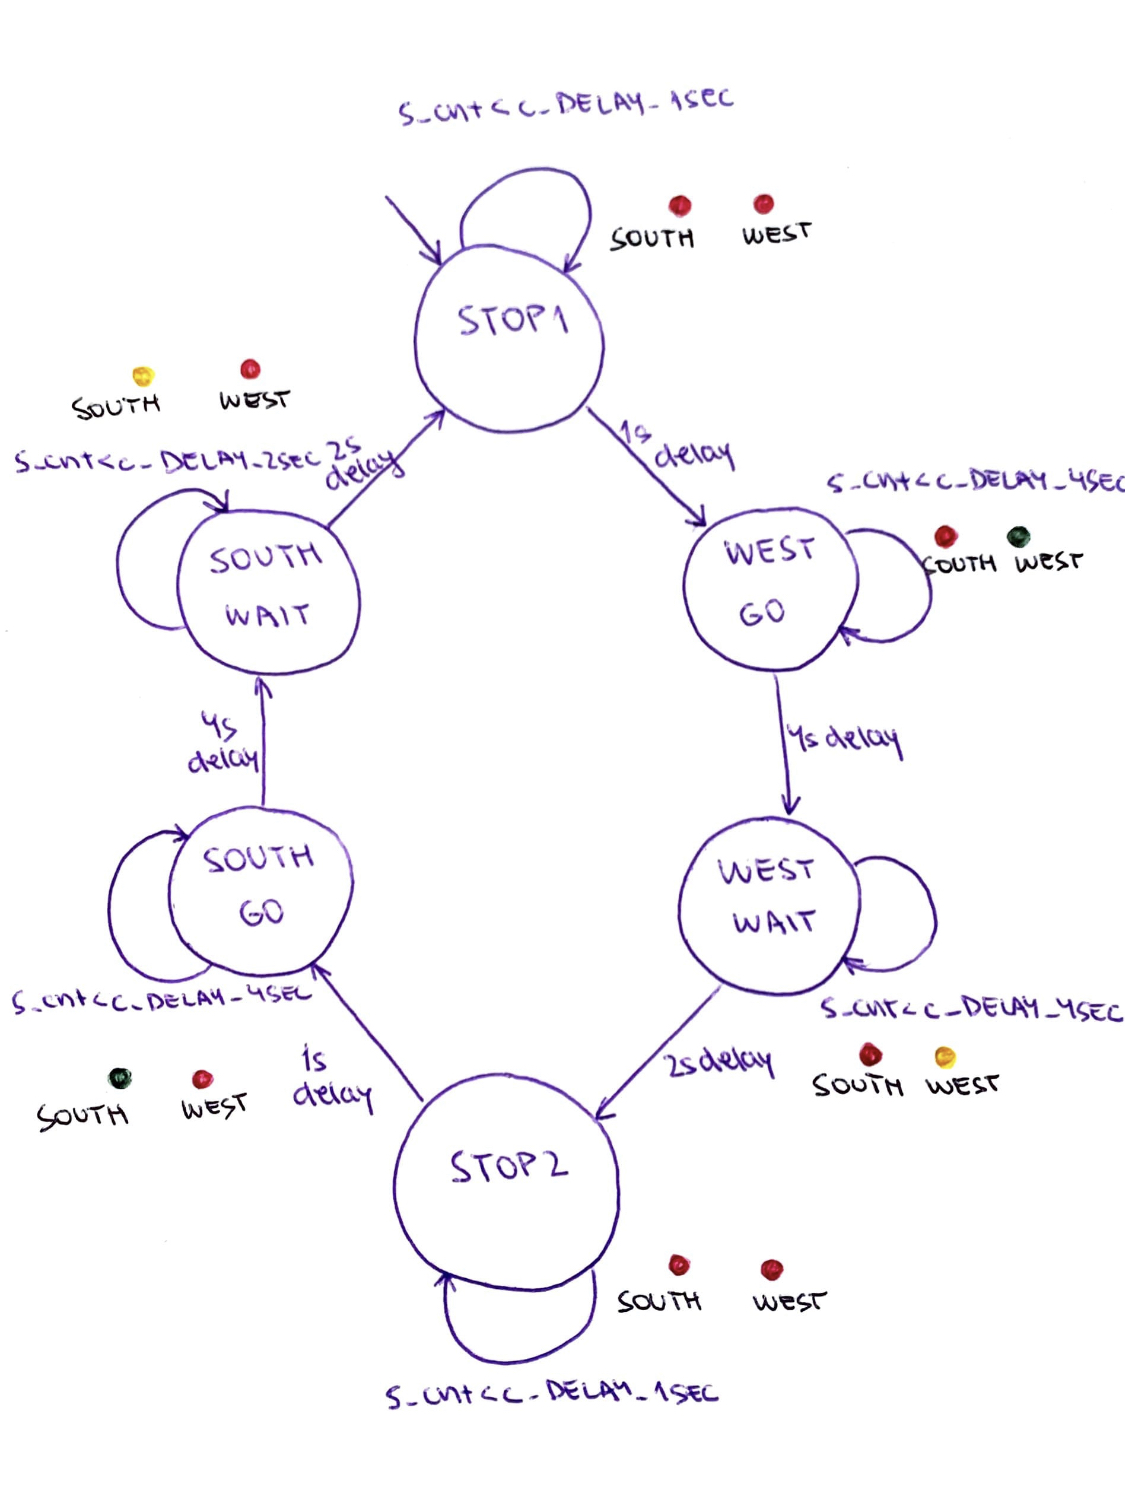 s_cnt < c_DELAY_1SEC
SOUTH WEST
STOP1
SOUTH WEST
s_cnt < c_DELAY_2SEC
2s
delay
1s
delay
s_cnt < c_DELAY_4SEC
SOUTH WEST
SOUTH
WAIT
WEST
GO
4s
delay
4s delay
SOUTH
GO
WEST
WAIT
s_cnt < c_DELAY_4SEC
s_cnt < c_DELAY_4SEC
1s
delay
2s delay
SOUTH WEST
SOUTH WEST
STOP2
SOUTH WEST
s_cnt < c_DELAY_1SEC